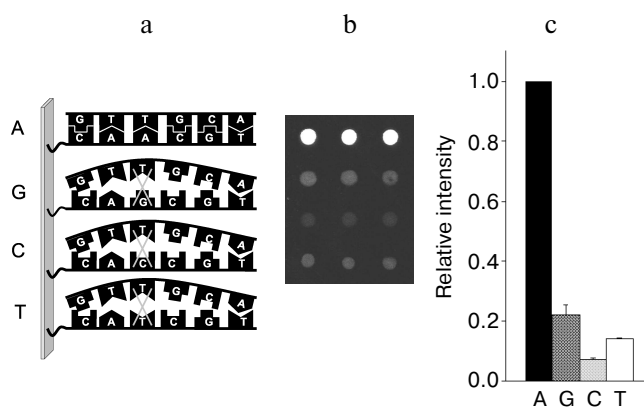 a b c
A
G T T G C A
C A A C G T
G
G T T G C A
C A G C G T
C
G T T G C A
C A C C G T
T
G T T G C A
C A T C G T
Relative intensity
1.0
0.8
0.6
0.4
0.2
0.0
A G C T